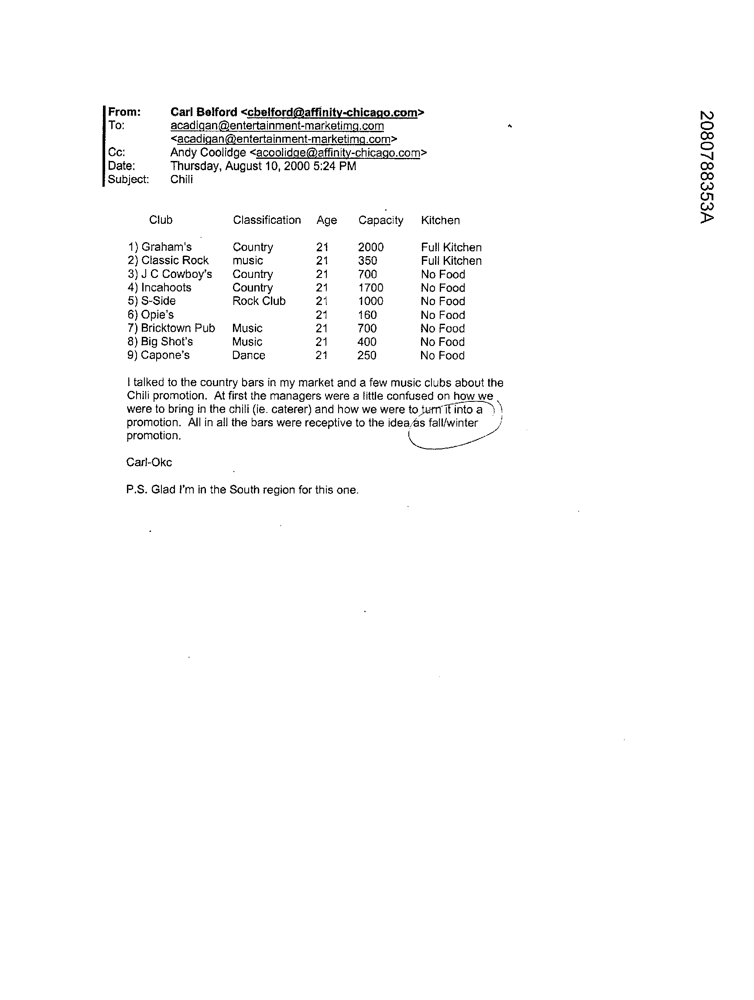 From: Carl Belford <cbelford@affinity-chicago.com>
To: acadigan@entertainment-marketimg.com
<acadigan@entertainment-marketimg.com>
Cc: Andy Coolidge <acoolidge@affinity-chicago.com>
Date: Thursday, August 10, 2000 5:24 PM
Subject: Chili
2080788353A
Club Classification Age Capacity Kitchen
1) Graham's Country 21 2000 Full Kitchen
2) Classic Rock music 21 350 Full Kitchen
3) J C Cowboy's Country 21 700 No Food
4) Incahoots Country 21 1700 No Food
5) S-Side Rock Club 21 1000 No Food
6) Opie's 21 160 No Food
7) Bricktown Pub Music 21 700 No Food
8) Big Shot's Music 21 400 No Food
9) Capone's Dance 21 250 No Food
I talked to the country bars in my market and a few music clubs about the
Chili promotion. At first the managers were a little confused on how we
were to bring in the chili (ie. caterer) and how we were to turn it into a
promotion. All in all the bars were receptive to the idea as fall/winter
promotion.
Carl-Okc
P.S. Glad I'm in the South region for this one.